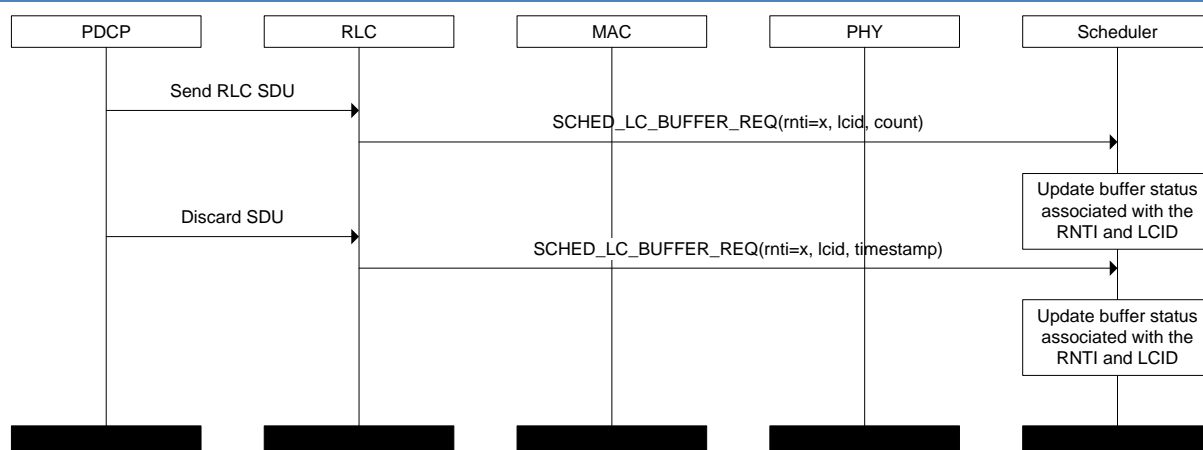 PDCP
RLC
MAC
PHY
Scheduler
Send RLC SDU
SCHED_LC_BUFFER_REQ(rnti=x, lcid, count)
Update buffer status
associated with the
RNTI and LCID
Discard SDU
SCHED_LC_BUFFER_REQ(rnti=x, lcid, timestamp)
Update buffer status
associated with the
RNTI and LCID